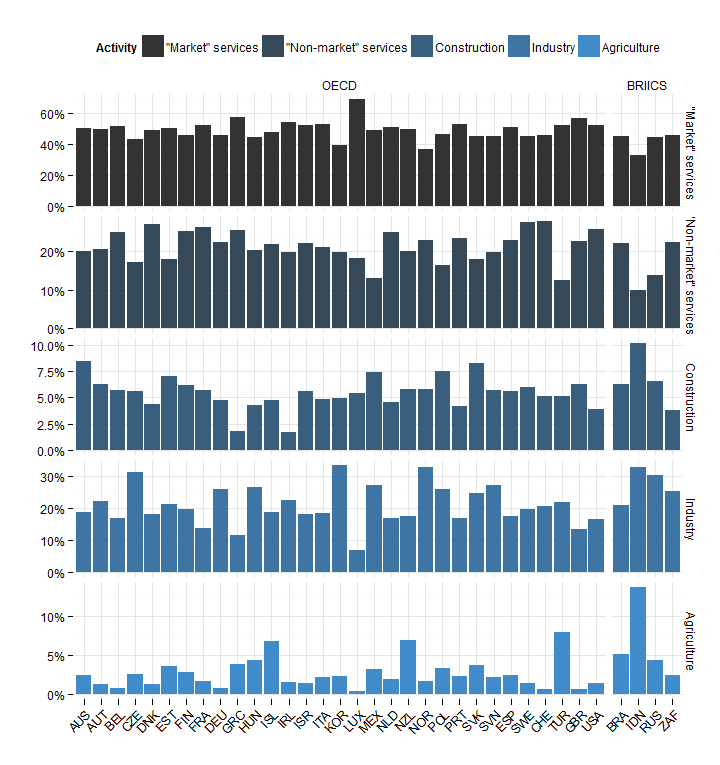 Activity "Market" services "Non-market" services Construction Industry Agriculture
OECD BRIICS
60%
40%
20%
0%
"Market" services
20%
10%
0%
"Non-market" services
10.0%
7.5%
5.0%
2.5%
0.0%
Construction
30%
20%
10%
0%
Industry
10%
5%
0%
Agriculture
AUS AUT BEL CZE DNK EST FIN FRA DEU GRC HUN ISL IRL ISR ITA KOR LUX MEX NLD NZL NOR POL PRT SVK SVN ESP SWE CHE TUR GBR USA BRA IDN RUS ZAF